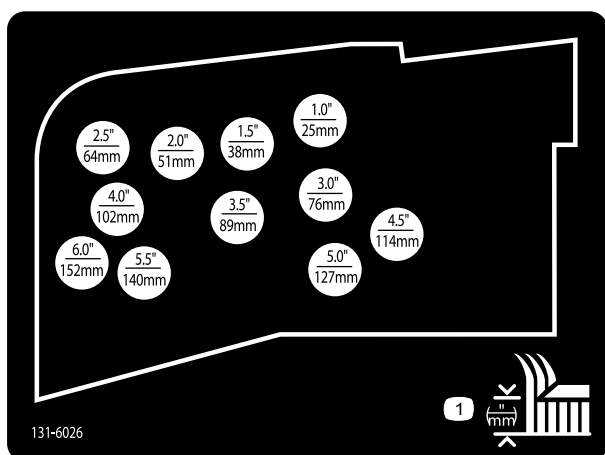 1.0"
25mm
1.5"
38mm
2.0"
51mm
2.5"
64mm
3.0"
76mm
4.0"
102mm
3.5"
89mm
4.5"
114mm
6.0"
152mm
5.5"
140mm
5.0"
127mm
1
"
(mm)
131-6026